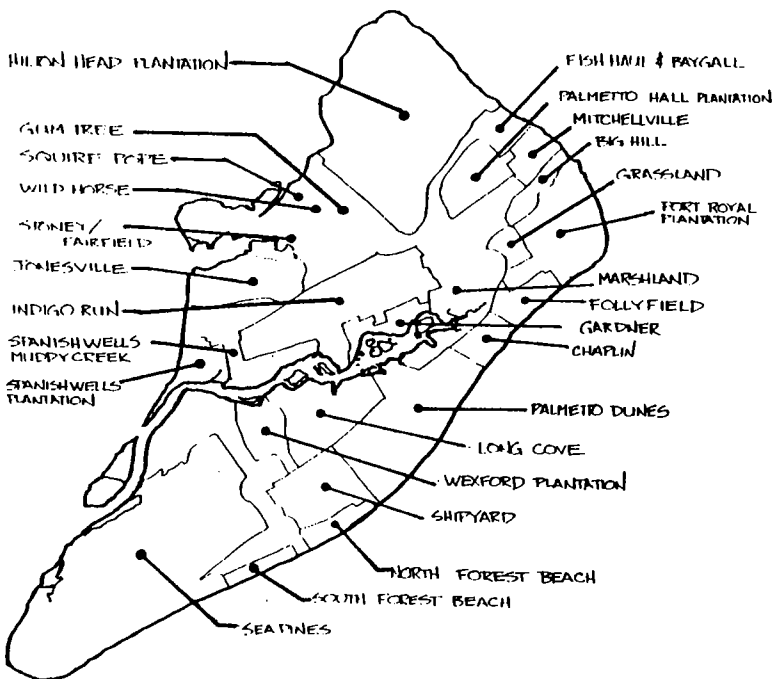 HILTON HEAD PLANTATION
GUM TREE
SQUIRE POPE
WILD HORSE
STONEY/
FAIRFIELD
JONESVILLE
INDIGO RUN
SPANISH WELLS
MUDDY CREEK
SPANISH WELLS
PLANTATION
FISH HAUL & BAYGALL
PALMETTO HALL PLANTATION
MITCHELLVILLE
BIG HILL
GRASSLAND
PORT ROYAL
PLANTATION
MARSHLAND
FOLLY FIELD
GARDNER
CHAPLIN
PALMETTO DUNES
LONG COVE
WEXFORD PLANTATION
SHIPYARD
NORTH FOREST BEACH
SOUTH FOREST BEACH
SEA PINES